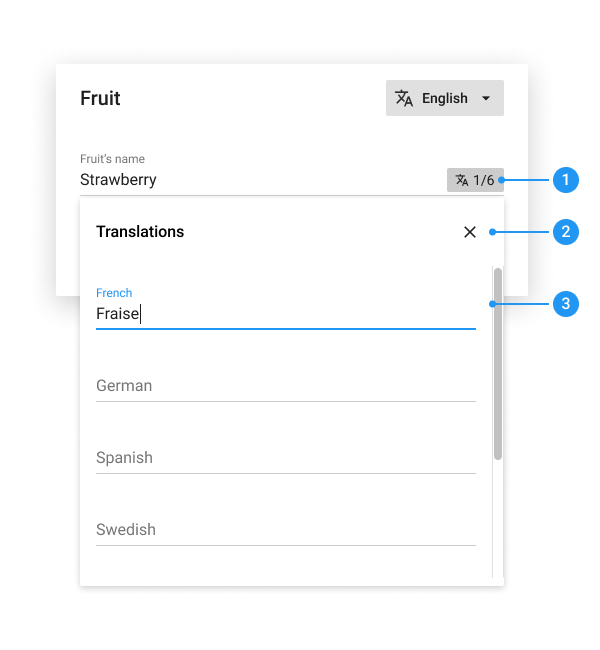 Fruit
English
Fruit's name
Strawberry
1/6
1
Translations
2
French
3
Fraise
German
Spanish
Swedish